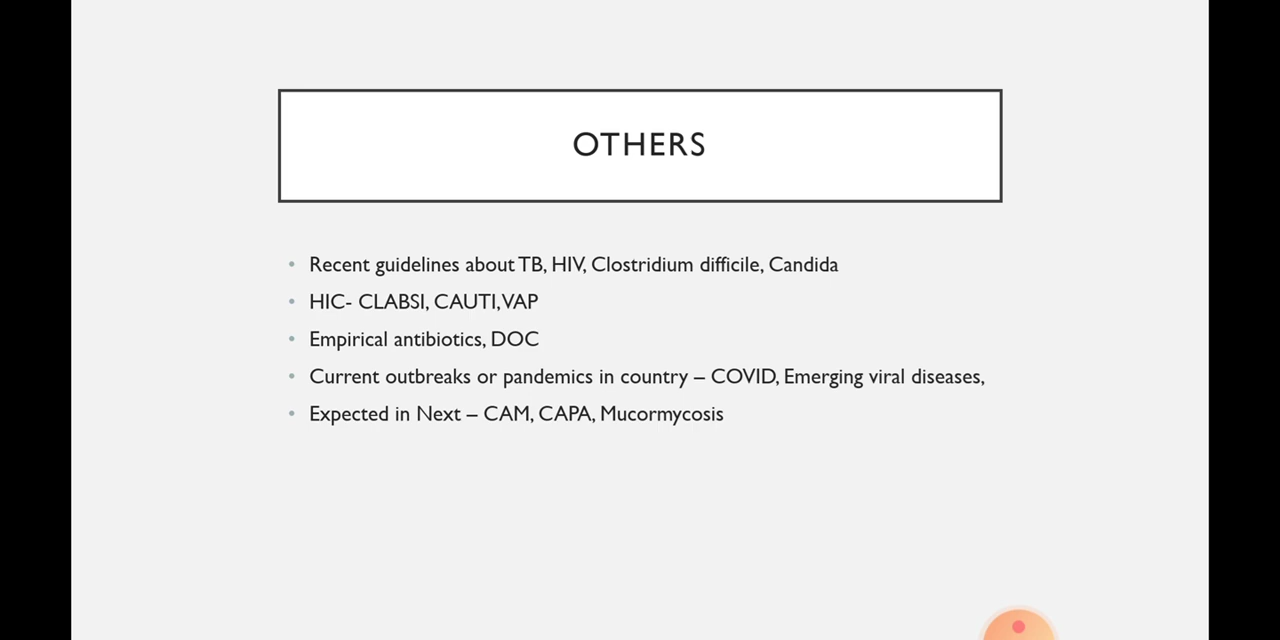 OTHERS
• Recent guidelines about TB, HIV, Clostridium difficile, Candida
• HIC- CLABSI, CAUTI, VAP
• Empirical antibiotics, DOC
• Current outbreaks or pandemics in country – COVID, Emerging viral diseases,
• Expected in Next – CAM, CAPA, Mucormycosis